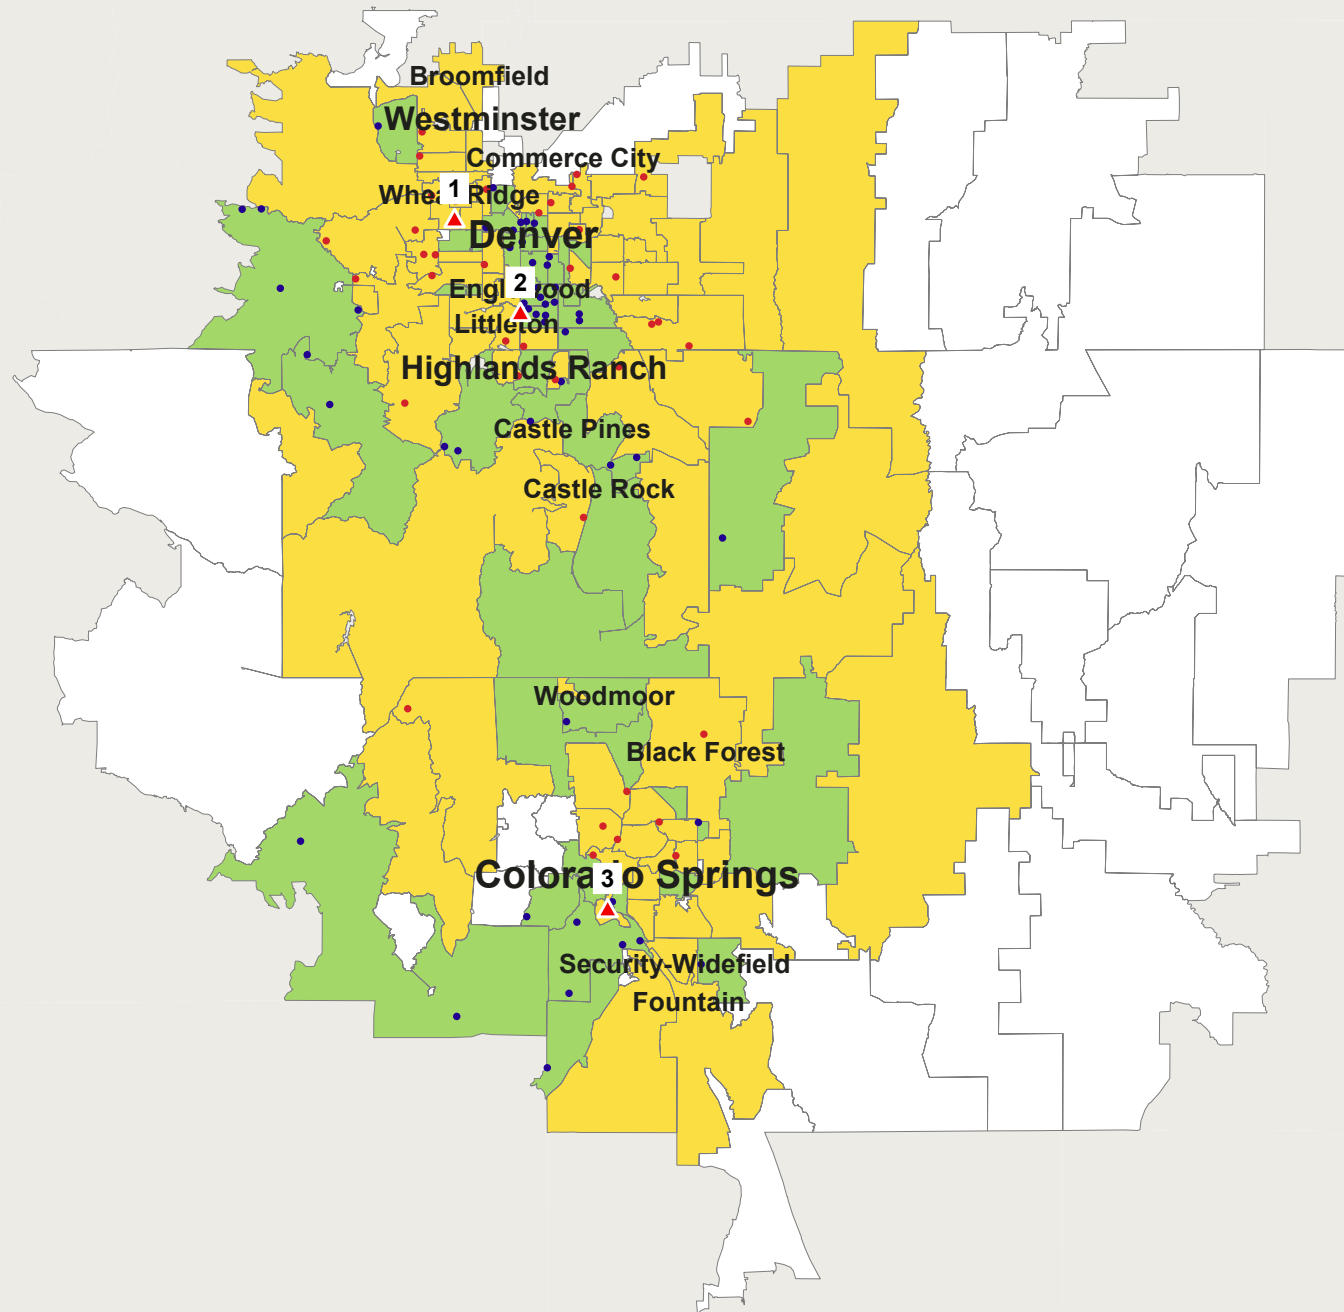 Broomfield
Westminster
Commerce City
1
Wheat Ridge
Denver
2
Englewood
Littleton
Highlands Ranch
Castle Pines
Castle Rock
Woodmoor
Black Forest
Colorado Springs
3
Security-Widefield
Fountain